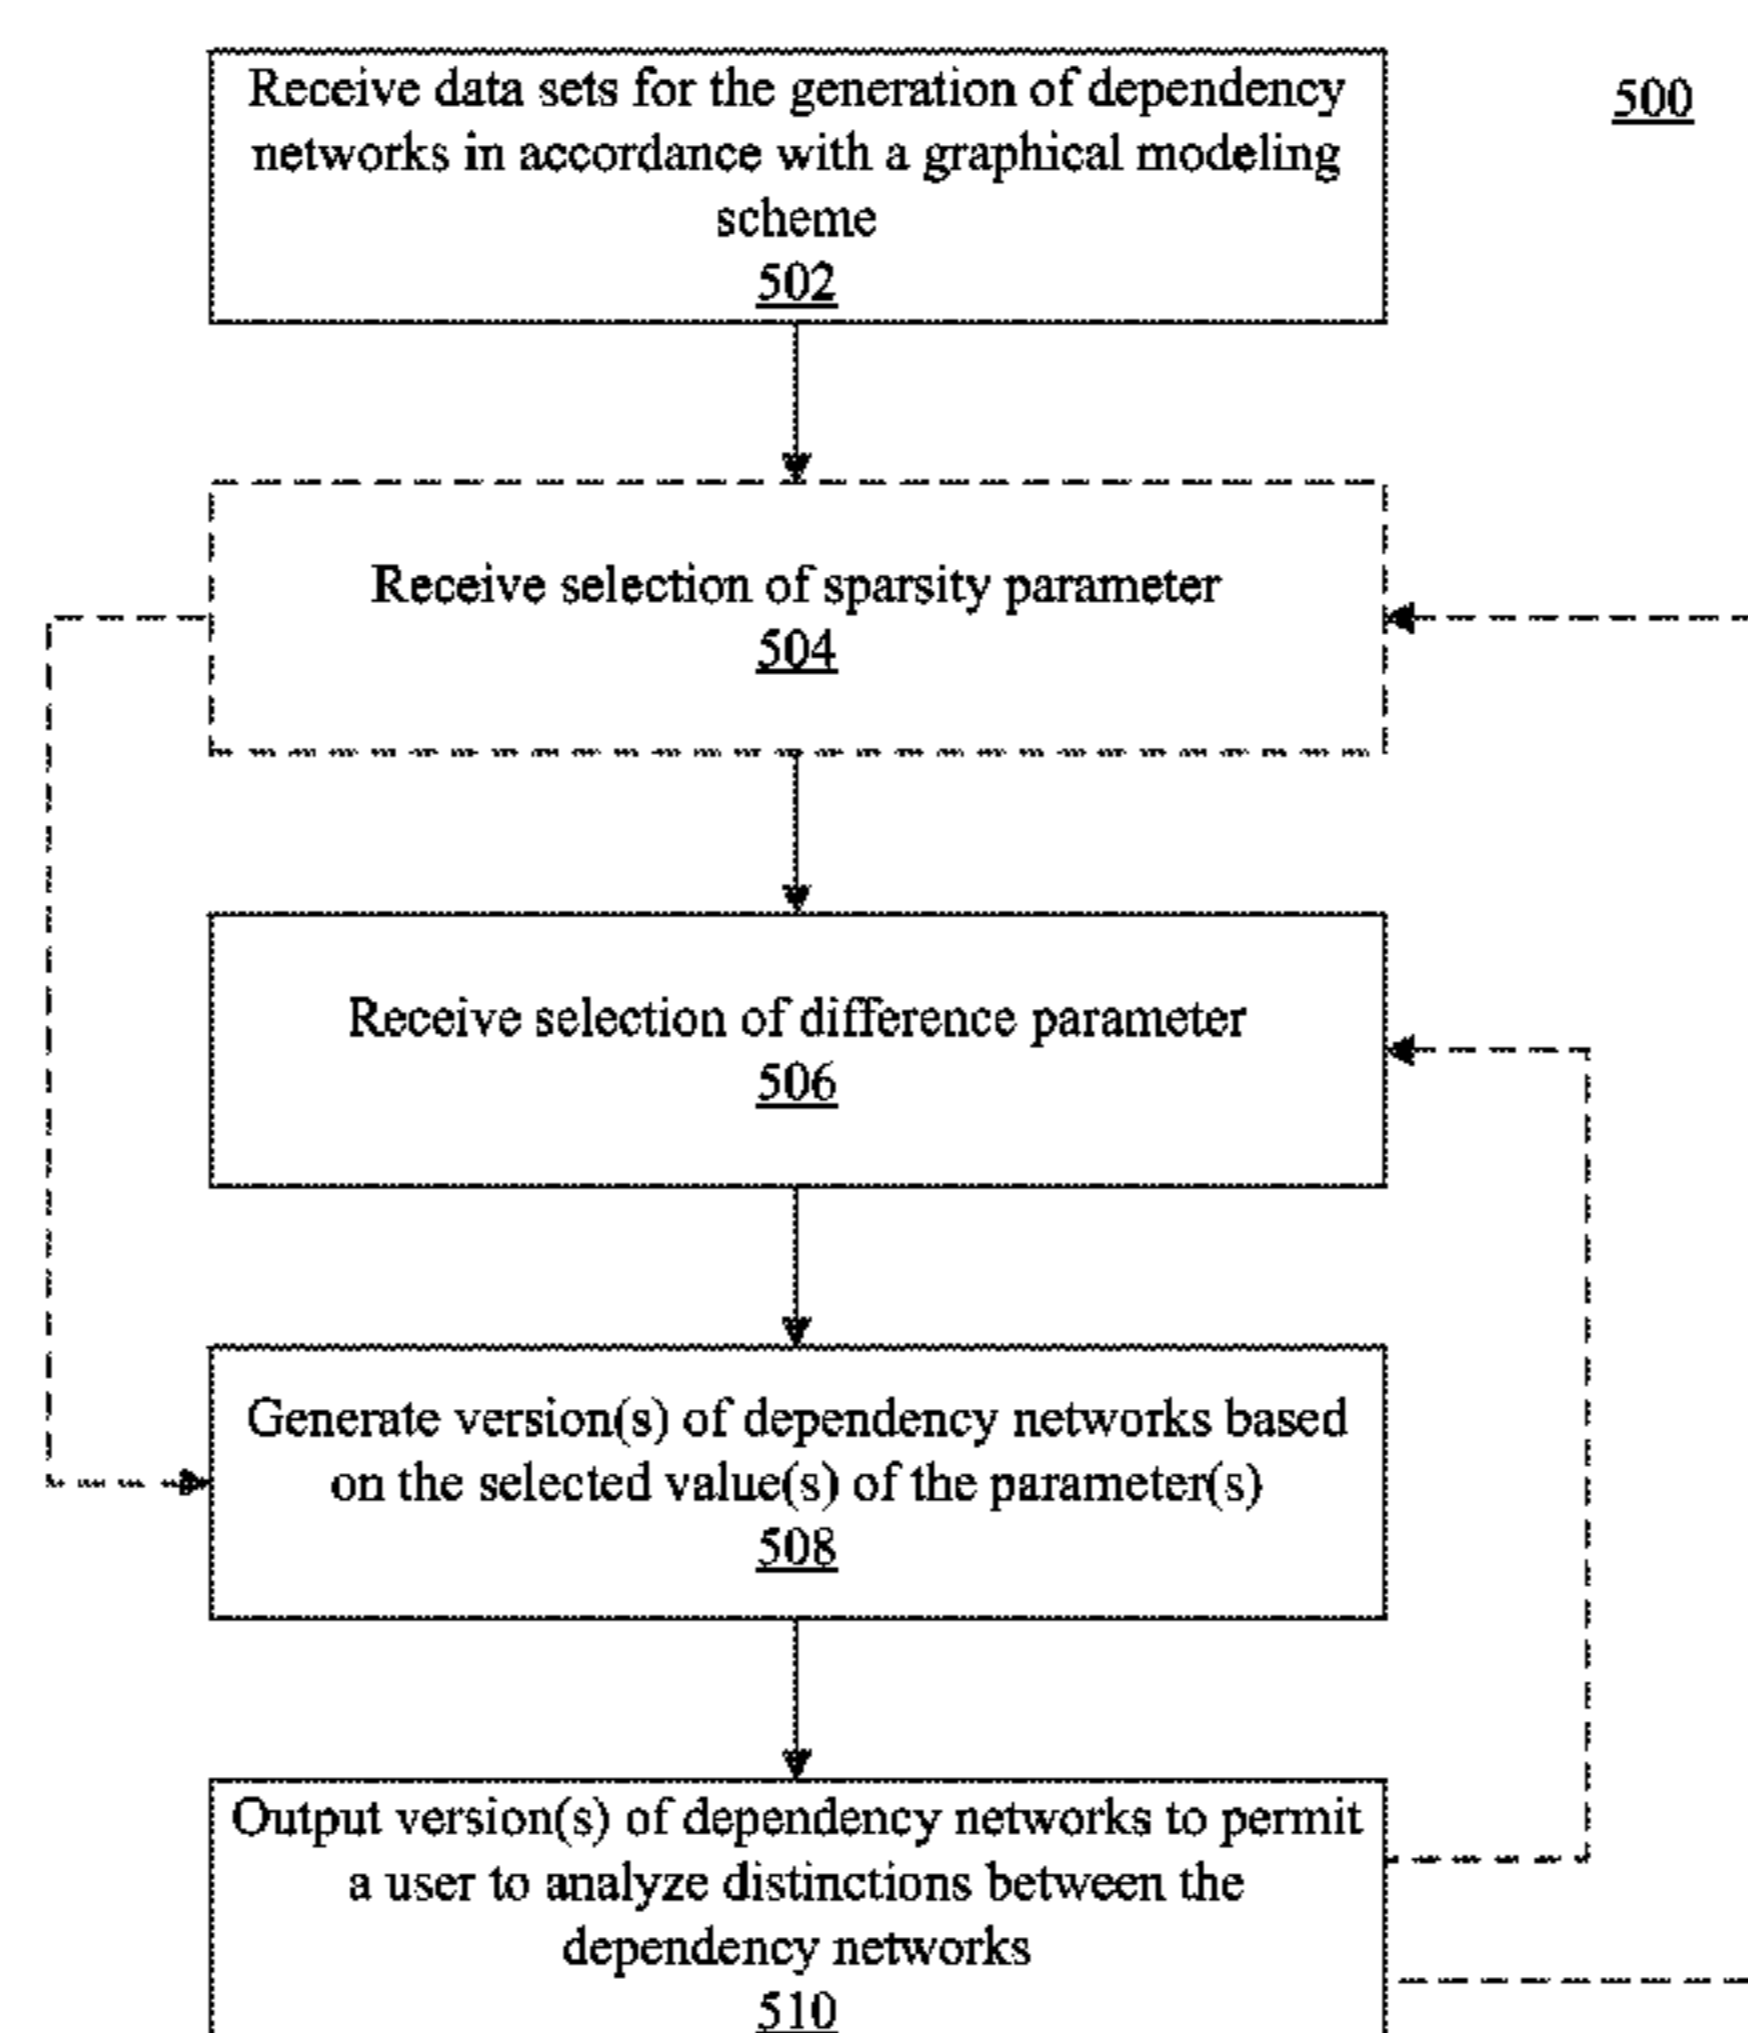 500
Receive data sets for the generation of dependency
networks in accordance with a graphical modeling
scheme
502
Receive selection of sparsity parameter
504
Receive selection of difference parameter
506
Generate version(s) of dependency networks based
on the selected value(s) of the parameter(s)
508
Output version(s) of dependency networks to permit
a user to analyze distinctions between the
dependency networks
510